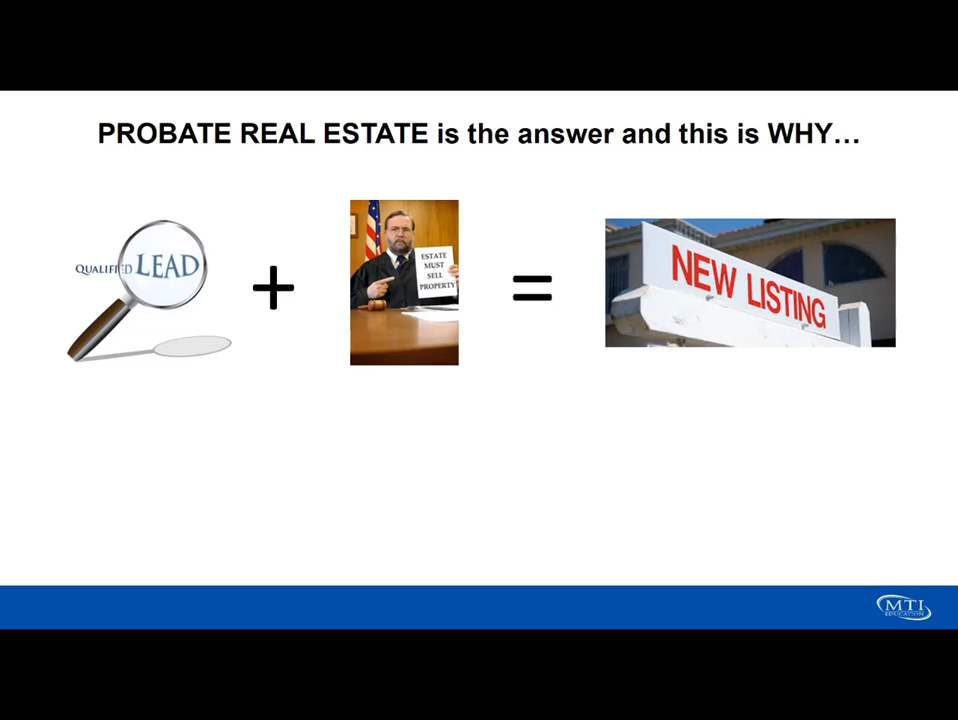 PROBATE REAL ESTATE is the answer and this is WHY...
QUALIFIED LEAD
+
ESTATE
MUST
SELL
PROPERTY
=
NEW LISTING
MTI
EDUCATION